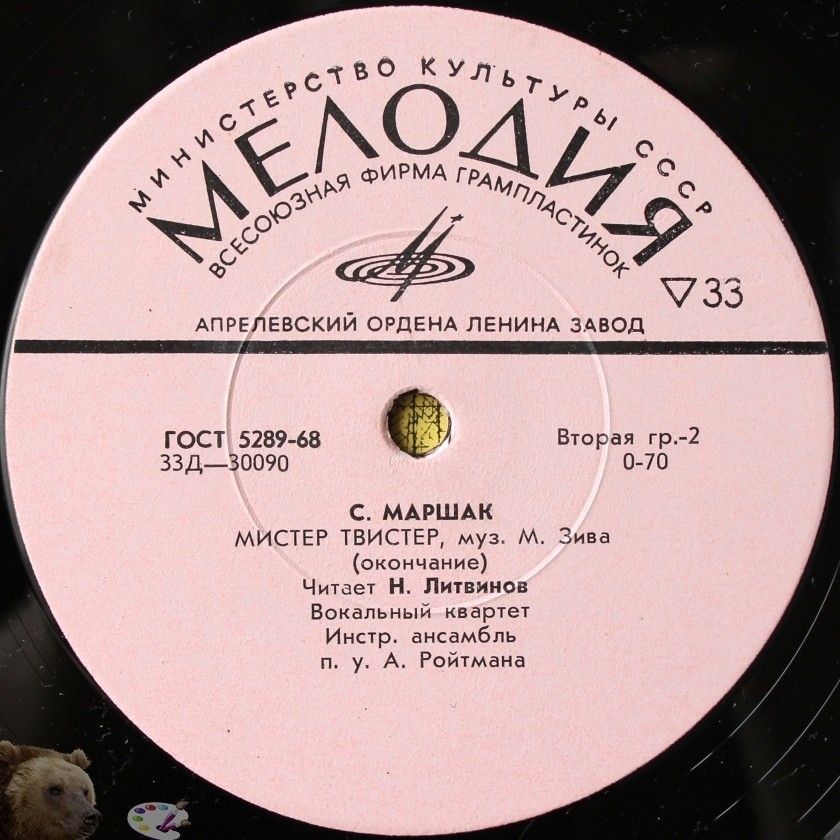 МИНИСТЕРСТВО КУЛЬТУРЫ СССР
МЕЛОДИЯ
ВСЕСОЮЗНАЯ ФИРМА ГРАМПЛАСТИНОК
33
АПРЕЛЕВСКИЙ ОРДЕНА ЛЕНИНА ЗАВОД
ГОСТ 5289-68
33Д—30090
Вторая гр.-2
0-70
С. МАРШАК
МИСТЕР ТВИСТЕР, муз. М. Зива
(окончание)
Читает Н. Литвинов
Вокальный квартет
Инстр. ансамбль
п. у. А. Ройтмана